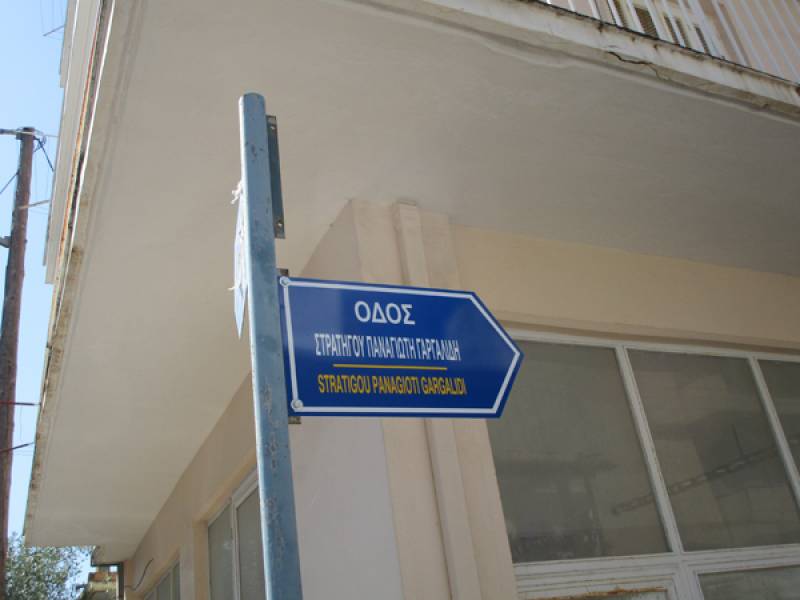 ΟΔΟΣ
ΣΤΡΑΤΗΓΟΥ ΠΑΝΑΓΙΩΤΗ ΓΑΡΓΑΛΙΔΗ
STRATIGOU PANAGIOTI GARGALIDI